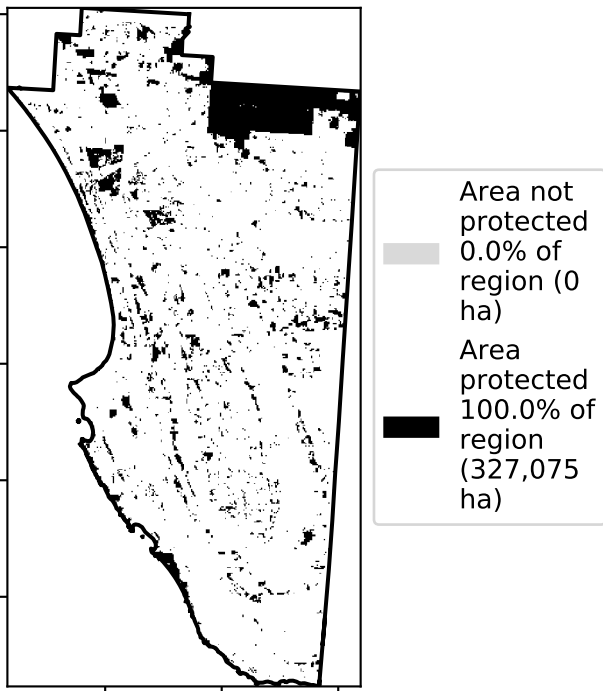 Area not
protected
0.0% of
region (0
ha)
Area
protected
100.0% of
region
(327,075
ha)